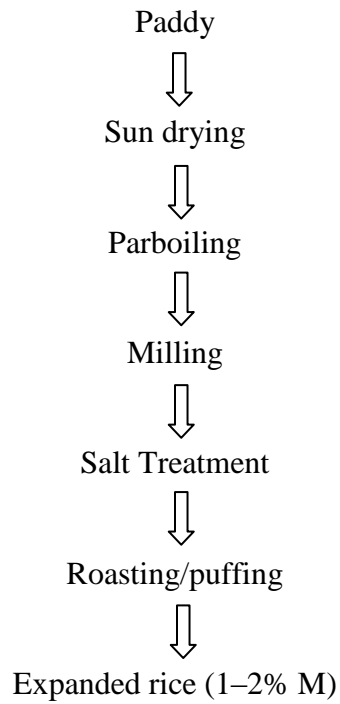 Paddy
Sun drying
Parboiling
Milling
Salt Treatment
Roasting/puffing
Expanded rice (1–2% M)